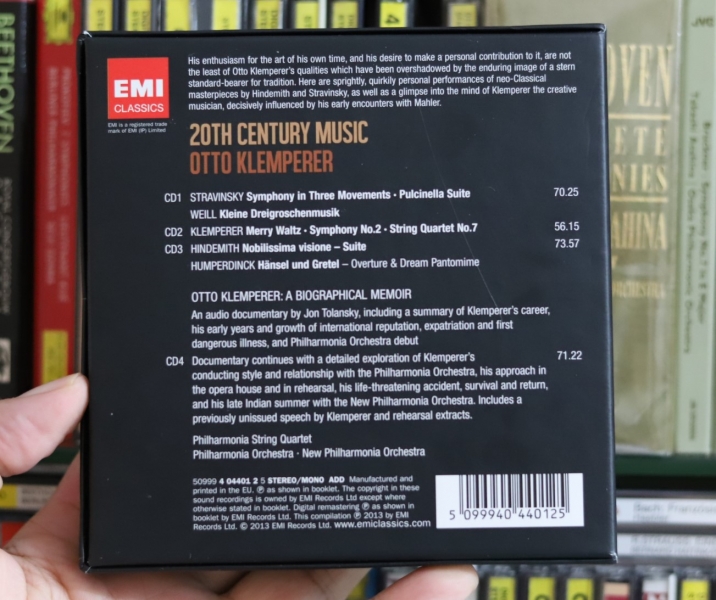 His enthusiasm for the art of his own time, and his desire to make a personal contribution to it, are not
the least of Otto Klemperer's qualities which have been overshadowed by the enduring image of a stern
standard-bearer for tradition. Here are sprightly, quirkily personal performances of neo-Classical
masterpieces by Hindemith and Stravinsky, as well as a glimpse into the mind of Klemperer the creative
musician, decisively influenced by his early encounters with Mahler.
EMI
CLASSICS
EMI is a registered trade
mark of EMI (IP) Limited
20TH CENTURY MUSIC
OTTO KLEMPERER
CD1 STRAVINSKY Symphony in Three Movements · Pulcinella Suite 70.25
WEILL Kleine Dreigroschenmusik
CD2 KLEMPERER Merry Waltz · Symphony No.2 · String Quartet No.7 56.15
CD3 HINDEMITH Nobilissima visione – Suite 73.57
HUMPERDINCK Hänsel und Gretel – Overture & Dream Pantomime
OTTO KLEMPERER: A BIOGRAPHICAL MEMOIR
An audio documentary by Jon Tolansky, including a summary of Klemperer's career,
his early years and growth of international reputation, expatriation and first
dangerous illness, and Philharmonia Orchestra debut
CD4 Documentary continues with a detailed exploration of Klemperer's 71.22
conducting style and relationship with the Philharmonia Orchestra, his approach in
the opera house and in rehearsal, his life-threatening accident, survival and return,
and his late Indian summer with the New Philharmonia Orchestra. Includes a
previously unissued speech by Klemperer and rehearsal extracts.
Philharmonia String Quartet
Philharmonia Orchestra · New Philharmonia Orchestra
50999 4 04401 2 5 STEREO/MONO ADD Manufactured and
printed in the EU. ℗ as shown in booklet. The copyright in these
sound recordings is owned by EMI Records Ltd except where
otherwise stated in booklet. Digital remastering ℗ as shown in
booklet by EMI Records Ltd. This compilation ℗ 2013 by EMI
Records Ltd. © 2013 EMI Records Ltd. www.emiclassics.com
5 099940 440125
BEETHOVEN
OVEN
ETE
NIES
AHINA
ORCHESTRA
JVC